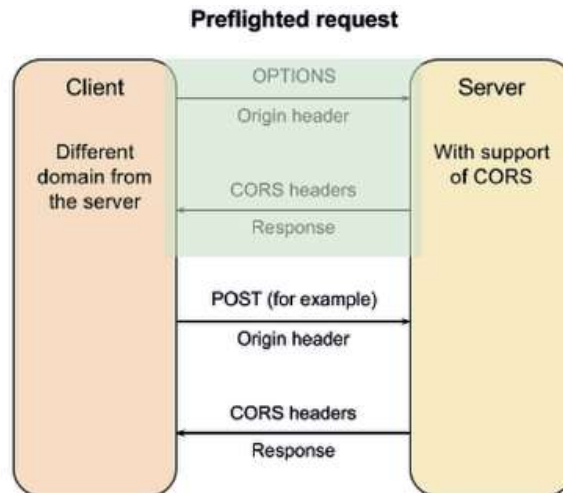 Preflighted request
Client
OPTIONS
Server
Origin header
Different
domain from
the server
With support
of CORS
CORS headers
Response
POST (for example)
Origin header
CORS headers
Response